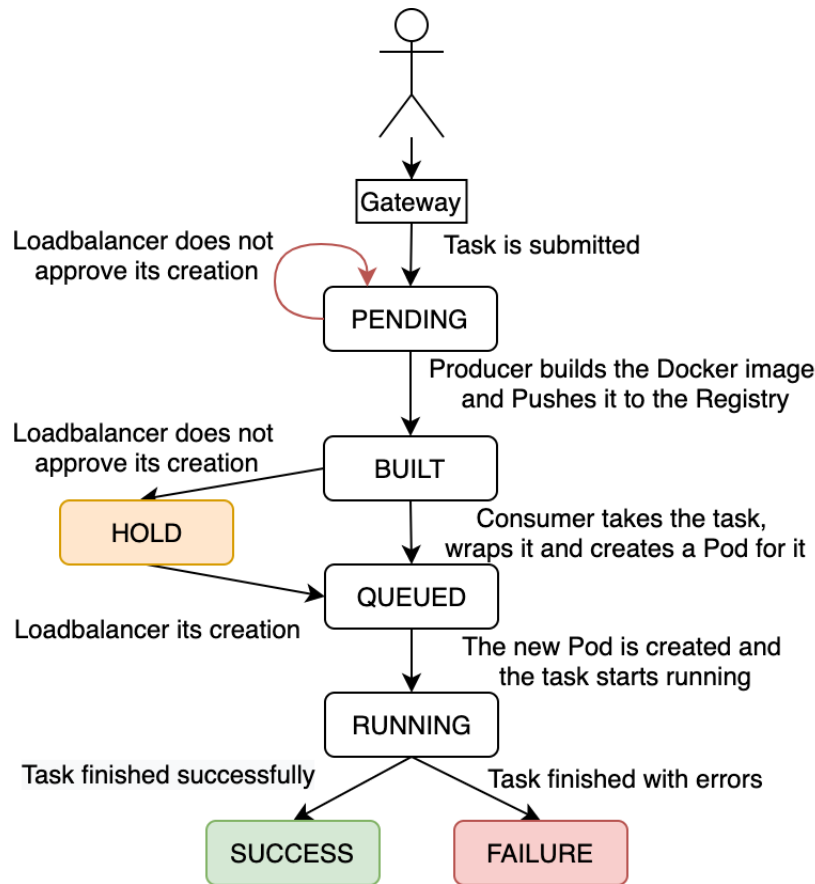 Gateway
Loadbalancer does not
approve its creation
Task is submitted
PENDING
Producer builds the Docker image
and Pushes it to the Registry
Loadbalancer does not
approve its creation
BUILT
HOLD
Consumer takes the task,
wraps it and creates a Pod for it
QUEUED
Loadbalancer its creation
The new Pod is created and
the task starts running
RUNNING
Task finished successfully
Task finished with errors
SUCCESS
FAILURE